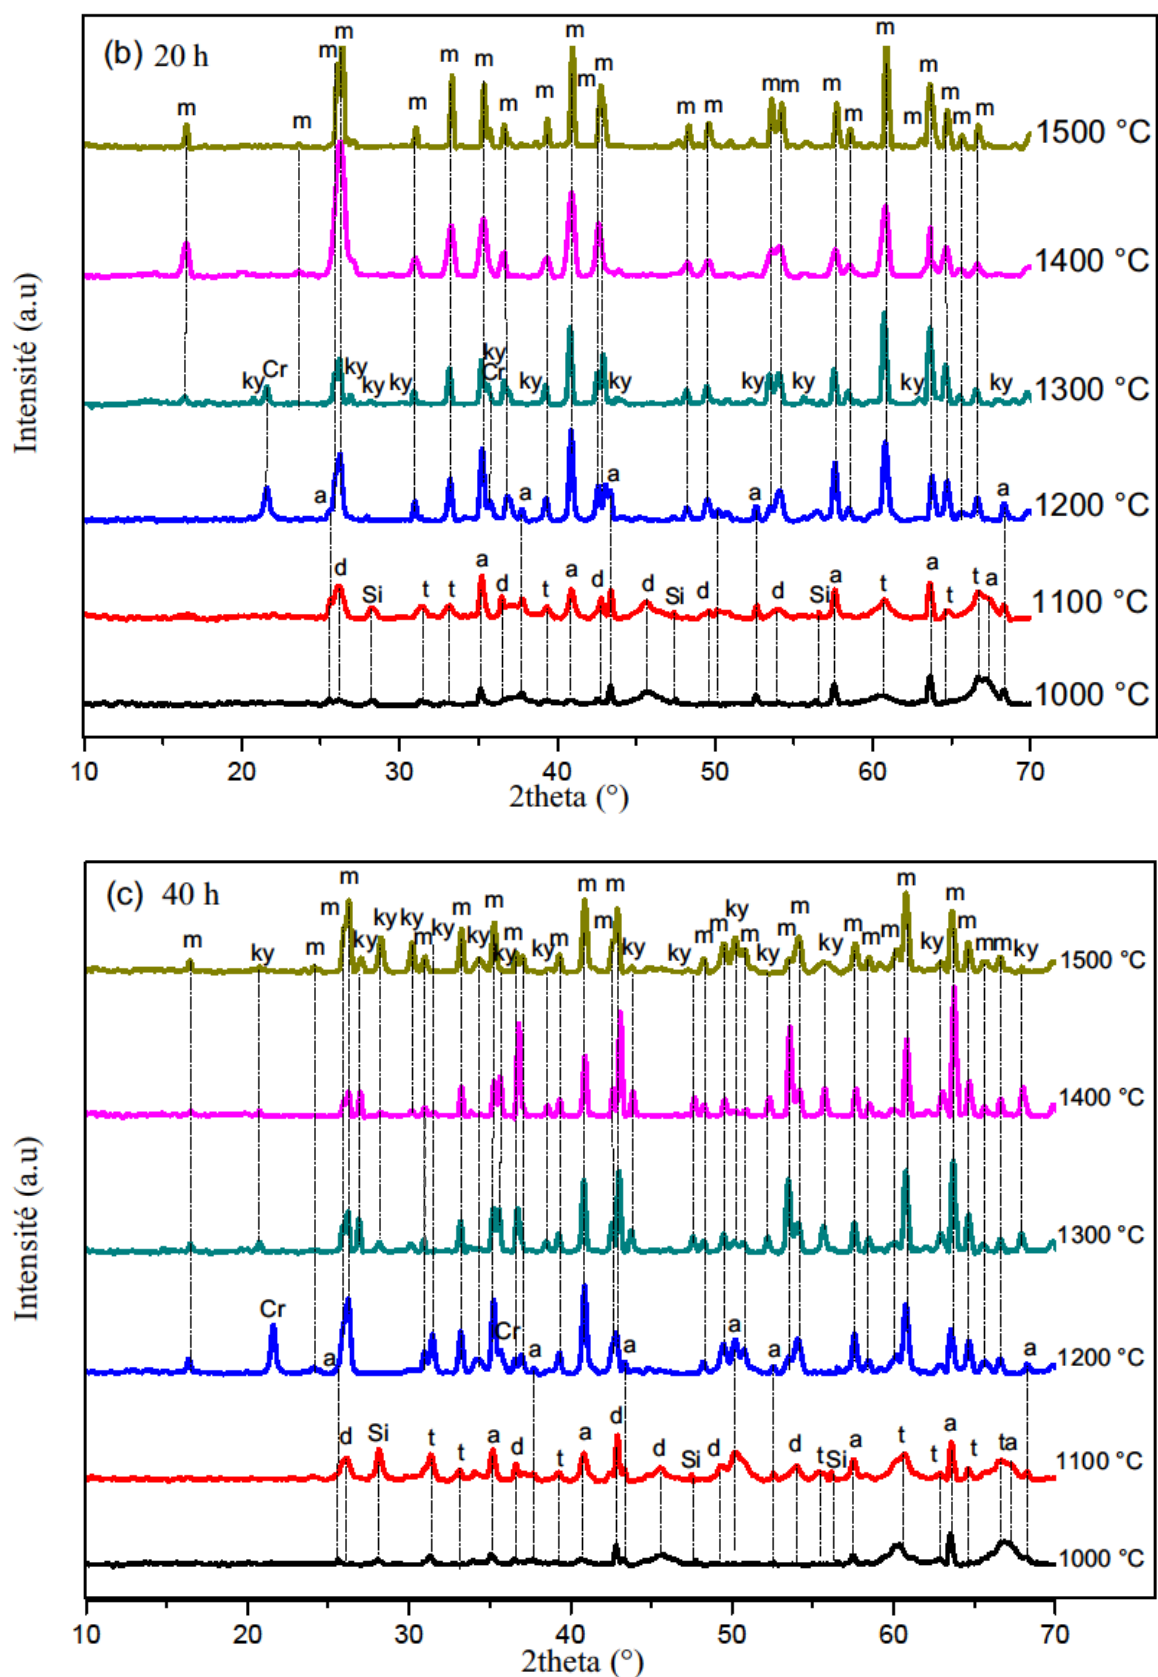 (b) 20 h
m m m m m m m m m m m m m m m m m m m m m m m
1500 °C
1400 °C
ky Cr ky ky ky ky Cr ky ky ky ky ky
1300 °C
a a a a a
1200 °C
d Si t t a d t a d d Si d d Si a t a t t a
1100 °C
1000 °C
Intensité (a.u)
10 20 30 40 50 60 70
2theta (°)
(c) 40 h
m ky m m m ky ky ky m ky m ky m ky m ky m m m m ky ky m m ky m ky m m ky m m m m m ky m m m m ky
1500 °C
1400 °C
1300 °C
Cr a Cr a a a a
1200 °C
d Si t t a d t a d d Si d d t Si a t t a t t a
1100 °C
1000 °C
Intensité (a.u)
10 20 30 40 50 60 70
2theta (°)